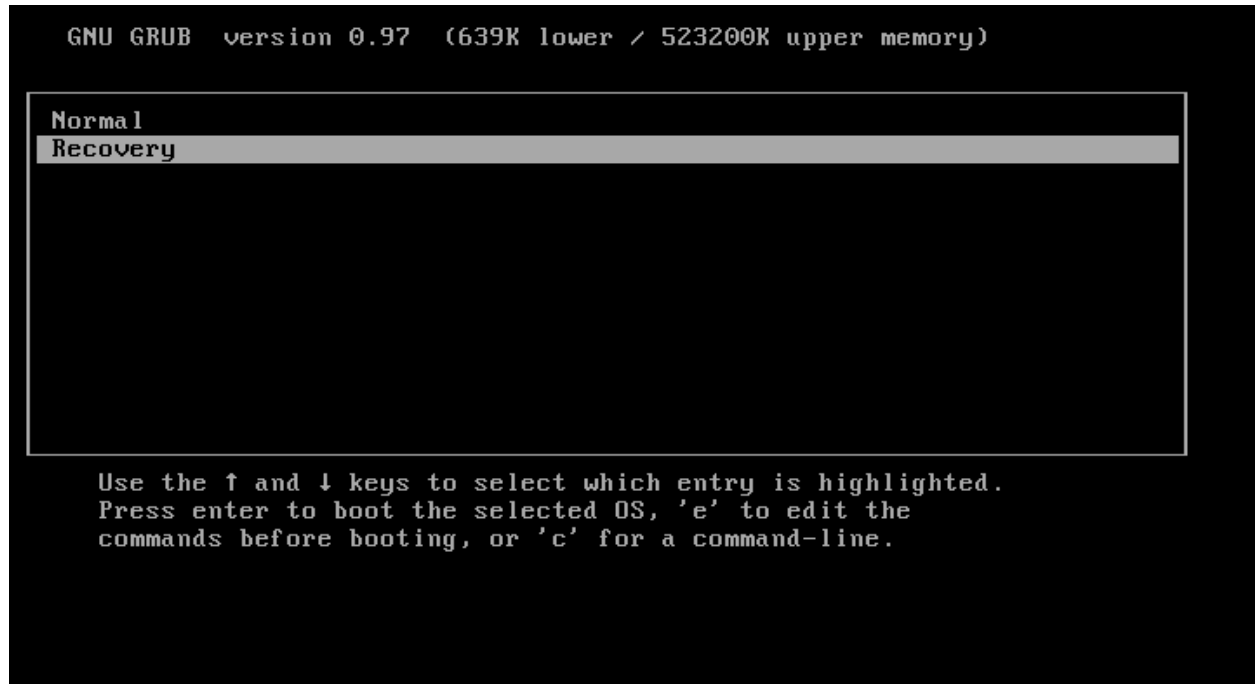 GNU GRUB  version 0.97  (639K lower / 523200K upper memory)
Normal
Recovery
Use the ↑ and ↓ keys to select which entry is highlighted.
Press enter to boot the selected OS, 'e' to edit the
commands before booting, or 'c' for a command-line.